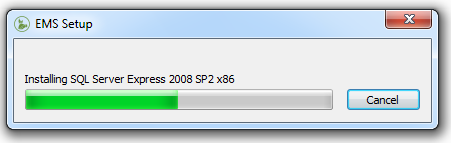 EMS Setup
Installing SQL Server Express 2008 SP2 x86
Cancel